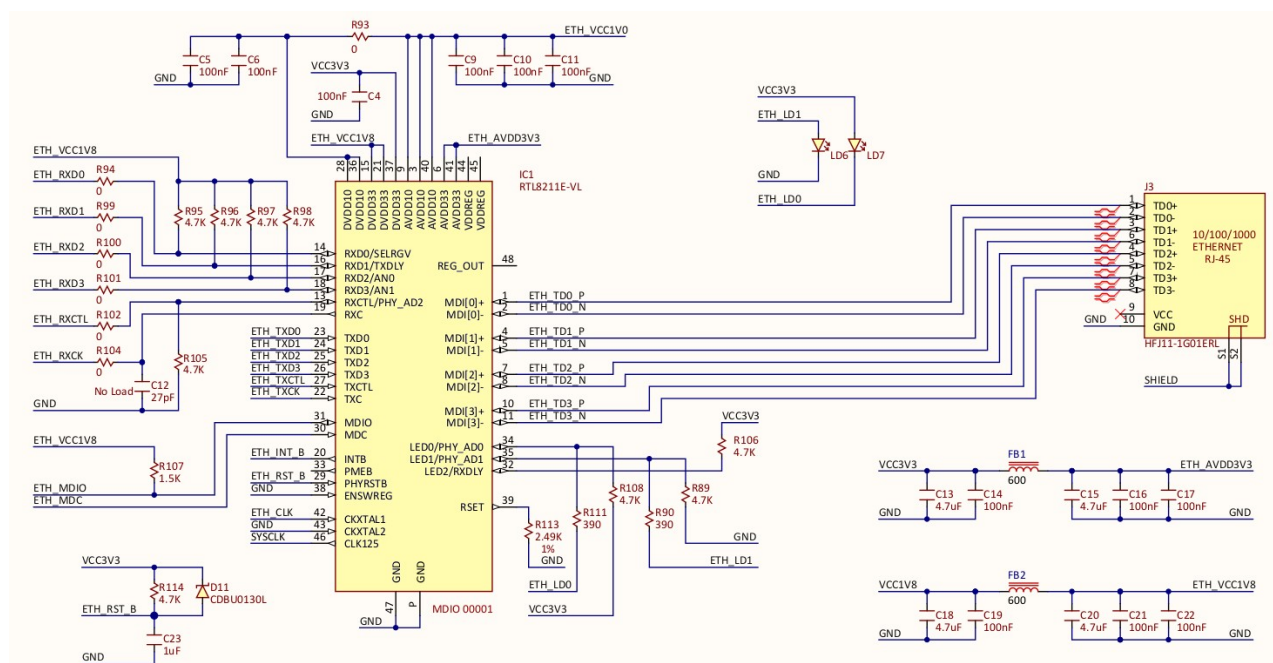 R93
0
ETH_VCC1V0
C5
100nF
C6
100nF
GND
VCC3V3
100nF C4
GND
C9
100nF
C10
100nF
C11
100nF
GND
VCC3V3
ETH_LD1
LD6
LD7
GND
ETH_LD0
ETH_VCC1V8
ETH_AVDD3V3
28 36 15 21 37 9 3 40 6 41 44 45
IC1
RTL8211E-VL
DVDD10 DVDD10 DVDD33 DVDD33 DVDD33 AVDD10 AVDD10 AVDD10 AVDD33 AVDD33 VDDREG VDDREG
ETH_VCC1V8
ETH_RXD0
R94
0
ETH_RXD1
R99
0
ETH_RXD2
R100
0
ETH_RXD3
R101
0
ETH_RXCTL
R102
0
ETH_RXCK
R104
0
R95
4.7K
R96
4.7K
R97
4.7K
R98
4.7K
R105
4.7K
No Load
C12
27pF
GND
14 RXD0/SELRGV
16 RXD1/TXDLY
17 RXD2/AN0
18 RXD3/AN1
13 RXCTL/PHY_AD2
19 RXC
ETH_TXD0 23 TXD0
ETH_TXD1 24 TXD1
ETH_TXD2 25 TXD2
ETH_TXD3 26 TXD3
ETH_TXCTL 27 TXCTL
ETH_TXCK 22 TXC
31 MDIO
30 MDC
ETH_INT_B 20 INTB
33 PMEB
ETH_RST_B 29 PHYRSTB
GND 38 ENSWREG
ETH_CLK 42 CKXTAL1
GND 43 CKXTAL2
SYSCLK 46 CLK125
ETH_VCC1V8
R107
1.5K
ETH_MDIO
ETH_MDC
REG_OUT 48
MDI[0]+ 1 ETH_TD0_P
MDI[0]- 2 ETH_TD0_N
MDI[1]+ 4 ETH_TD1_P
MDI[1]- 5 ETH_TD1_N
MDI[2]+ 7 ETH_TD2_P
MDI[2]- 8 ETH_TD2_N
MDI[3]+ 10 ETH_TD3_P
MDI[3]- 11 ETH_TD3_N
LED0/PHY_AD0 34
LED1/PHY_AD1 35
LED2/RXDLY 32
RSET 39
GND GND
47 P
GND
MDIO 00001
VCC3V3
R106
4.7K
R108
4.7K
R89
4.7K
R111
390
R90
390
R113
2.49K
1%
GND
GND
ETH_LD1
ETH_LD0
VCC3V3
J3
1 TD0+
2 TD0-
3 TD1+
6 TD1-
4 TD2+
5 TD2-
7 TD3+
8 TD3-
9 VCC
GND 10 GND
10/100/1000
ETHERNET
RJ-45
SHD
HFJ11-1G01ERL
S1 S2
SHIELD
VCC3V3
FB1
600
ETH_AVDD3V3
C13
4.7uF
C14
100nF
C15
4.7uF
C16
100nF
C17
100nF
GND
GND
VCC1V8
FB2
600
ETH_VCC1V8
C18
4.7uF
C19
100nF
C20
4.7uF
C21
100nF
C22
100nF
GND
GND
VCC3V3
R114
4.7K
D11
CDBU0130L
ETH_RST_B
C23
1uF
GND